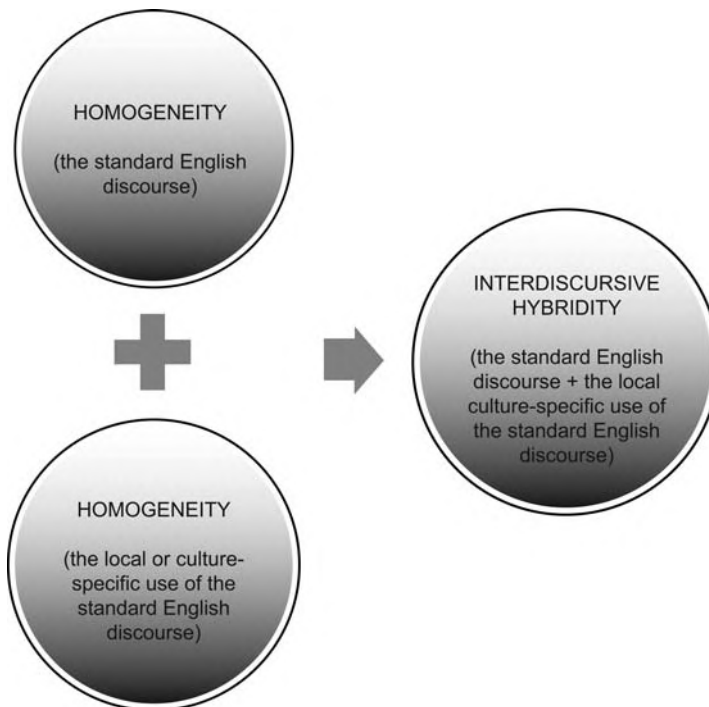 HOMOGENEITY
(the standard English
discourse)
HOMOGENEITY
(the local or culture-
specific use of the
standard English
discourse)
INTERDISCURSIVE
HYBRIDITY
(the standard English
discourse + the local
culture-specific use of
the standard English
discourse)